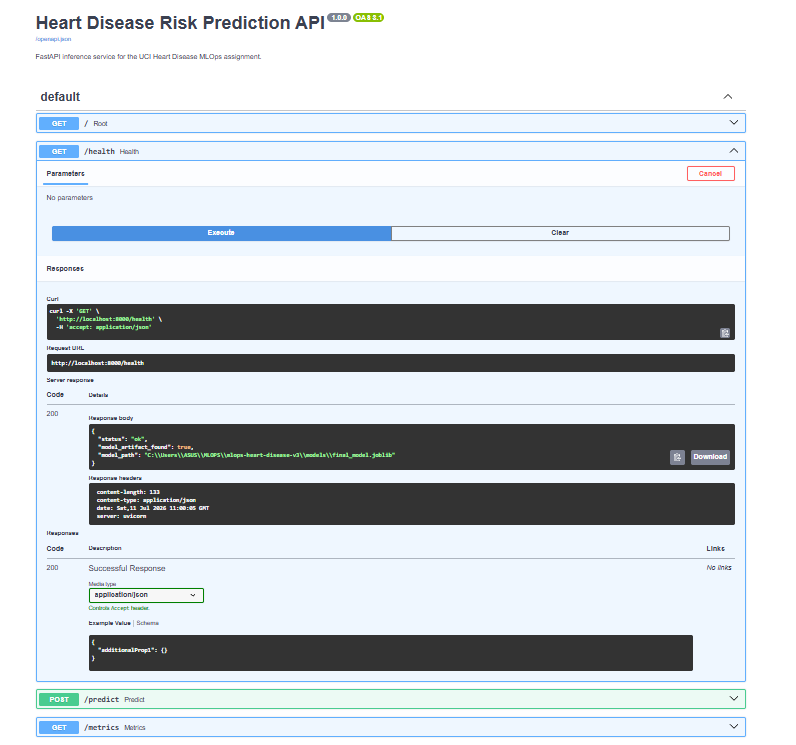 Heart Disease Risk Prediction API 1.0.0 OAS 3.1
/openapi.json
FastAPI inference service for the UCI Heart Disease MLOps assignment.
default
GET / Root
GET /health Health
Parameters
Cancel
No parameters
Execute
Clear
Responses
Curl
curl -X 'GET' \
'http://localhost:8000/health' \
-H 'accept: application/json'
Request URL
http://localhost:8000/health
Server response
Code Details
200
Response body
{
"status": "ok",
"model_artifact_found": true,
"model_path": "C:\\Users\\ASUS\\MLOPS\\mlops-heart-disease-v3\\models\\final_model.joblib"
}
Download
Response headers
content-length: 133
content-type: application/json
date: Sat,11 Jul 2026 11:00:05 GMT
server: uvicorn
Responses
Code Description Links
200 Successful Response No links
Media type
application/json
Controls Accept header.
Example Value | Schema
{
"additionalProp1": {}
}
POST /predict Predict
GET /metrics Metrics